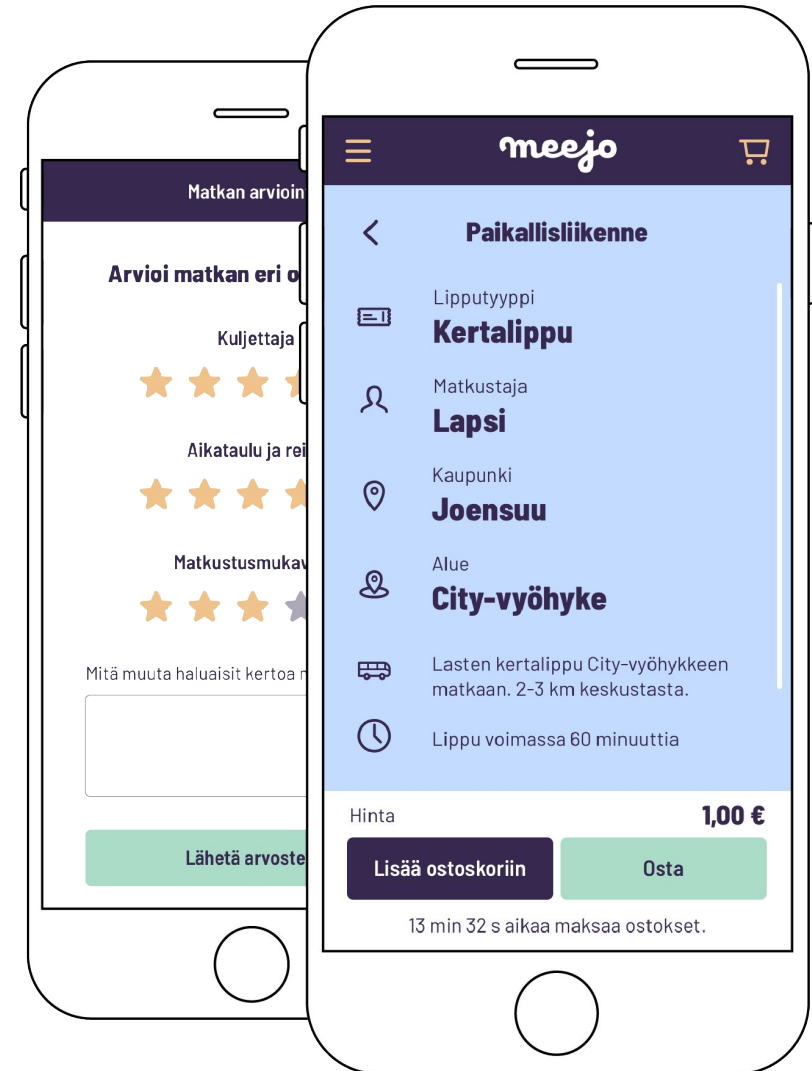 Matkan arvioin
Arvioi matkan eri o
Kuljettaja
Aikataulu ja rei
Matkustusmukav
Mitä muuta haluaisit kertoa
Lähetä arvoste
meejo
Paikallisliikenne
Lipputyyppi
Kertalippu
Matkustaja
Lapsi
Kaupunki
Joensuu
Alue
City-vyöhyke
Lasten kertalippu City-vyöhykkeen
matkaan. 2-3 km keskustasta.
Lippu voimassa 60 minuuttia
Hinta
1,00 €
Lisää ostoskoriin
Osta
13 min 32 s aikaa maksaa ostokset.